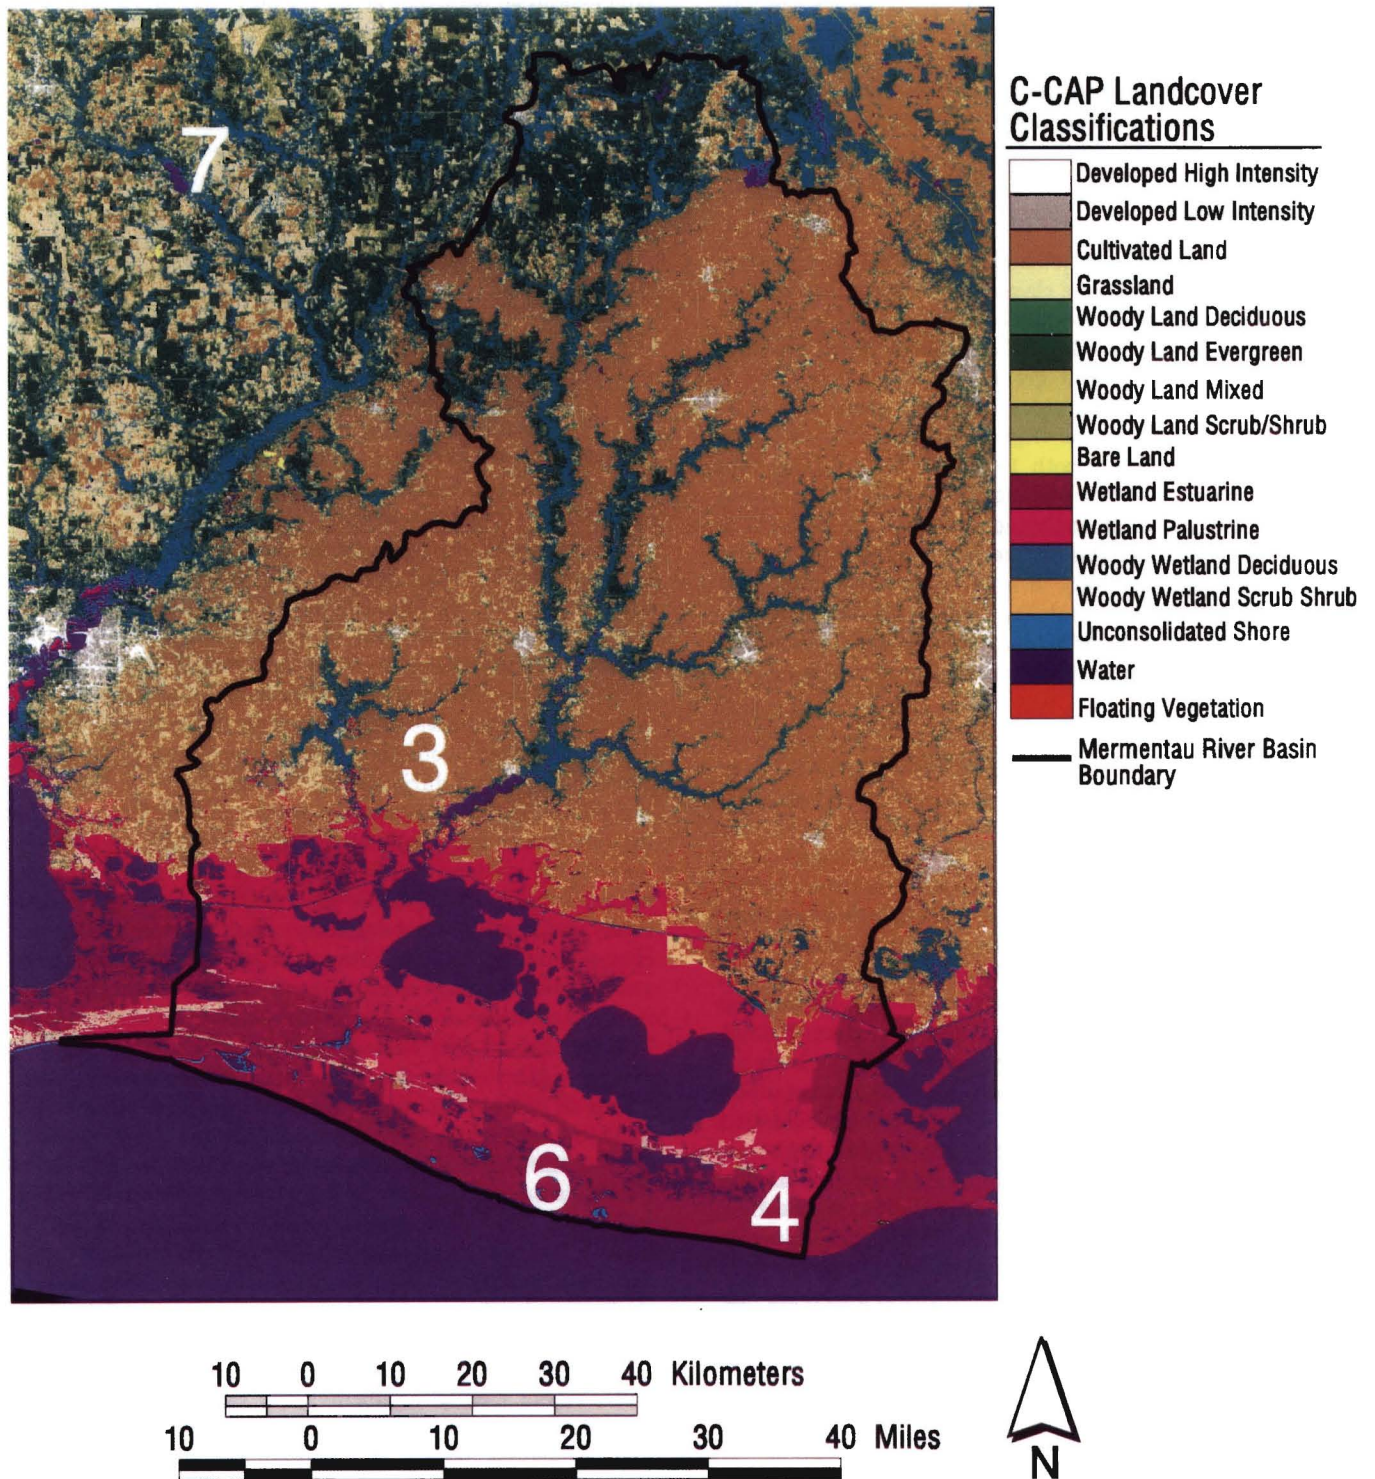 C-CAP Landcover
Classifications
Developed High Intensity
Developed Low Intensity
Cultivated Land
Grassland
Woody Land Deciduous
Woody Land Evergreen
Woody Land Mixed
Woody Land Scrub/Shrub
Bare Land
Wetland Estuarine
Wetland Palustrine
Woody Wetland Deciduous
Woody Wetland Scrub Shrub
Unconsolidated Shore
Water
Floating Vegetation
Mermentau River Basin
Boundary
7
3
6
4
10 0 10 20 30 40 Kilometers
10 0 10 20 30 40 Miles
N